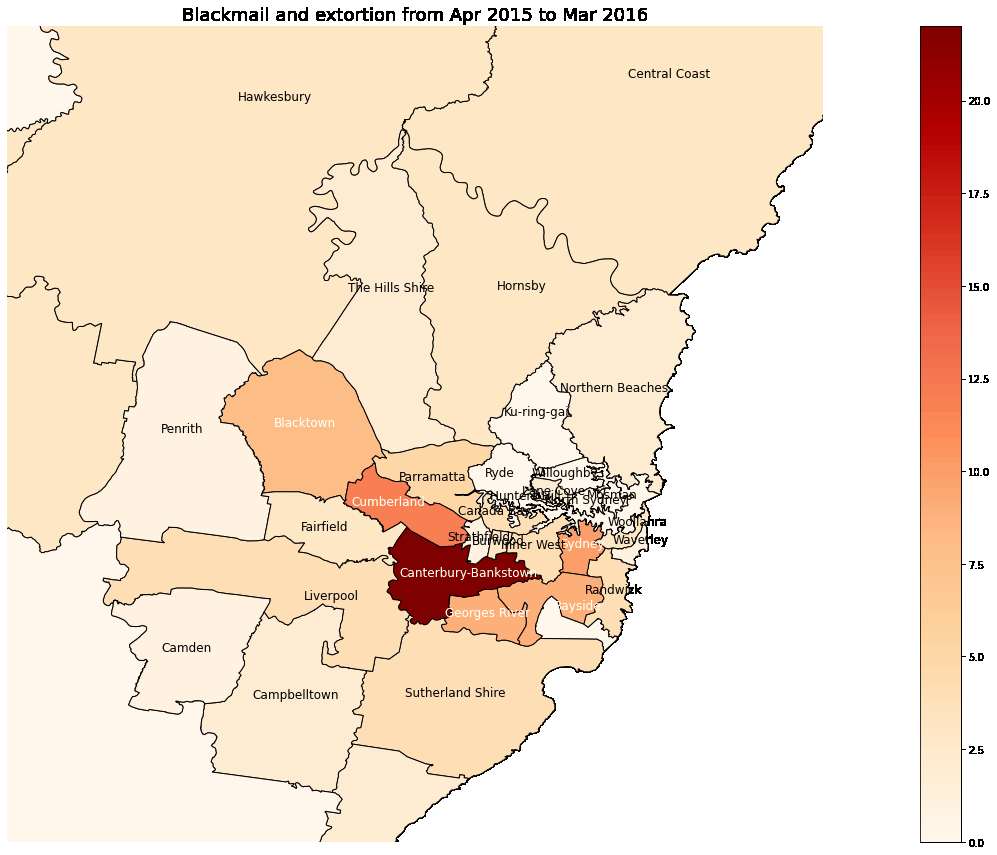 Blackmail and extortion from Apr 2015 to Mar 2016
Central Coast
Hawkesbury
The Hills Shire
Hornsby
Northern Beaches
Ku-ring-gai
Blacktown
Penrith
Parramatta
Ryde
Willoughby
Lane Cove
Mosman
North Sydney
Hunters Hill
Cumberland
Canada Bay
Woollahra
Fairfield
Strathfield
Burwood
Inner West
Sydney
Waverley
Canterbury-Bankstown
Liverpool
Randwick
Bayside
Georges River
Camden
Campbelltown
Sutherland Shire
20.0
17.5
15.0
12.5
10.0
7.5
5.0
2.5
0.0